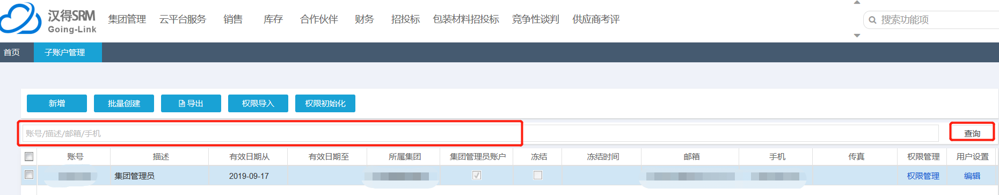 汉得SRM
Going-Link
集团管理 云平台服务 销售 库存 合作伙伴 财务 招投标 包装材料招投标 竞争性谈判 供应商考评
搜索功能项
首页 子账户管理
新增 批量创建 导出 权限导入 权限初始化
账号/描述/邮箱/手机 查询
账号 描述 有效日期从 有效日期至 所属集团 集团管理员账户 冻结 冻结时间 邮箱 手机 传真 权限管理 用户设置
集团管理员 2019-09-17 权限管理 编辑